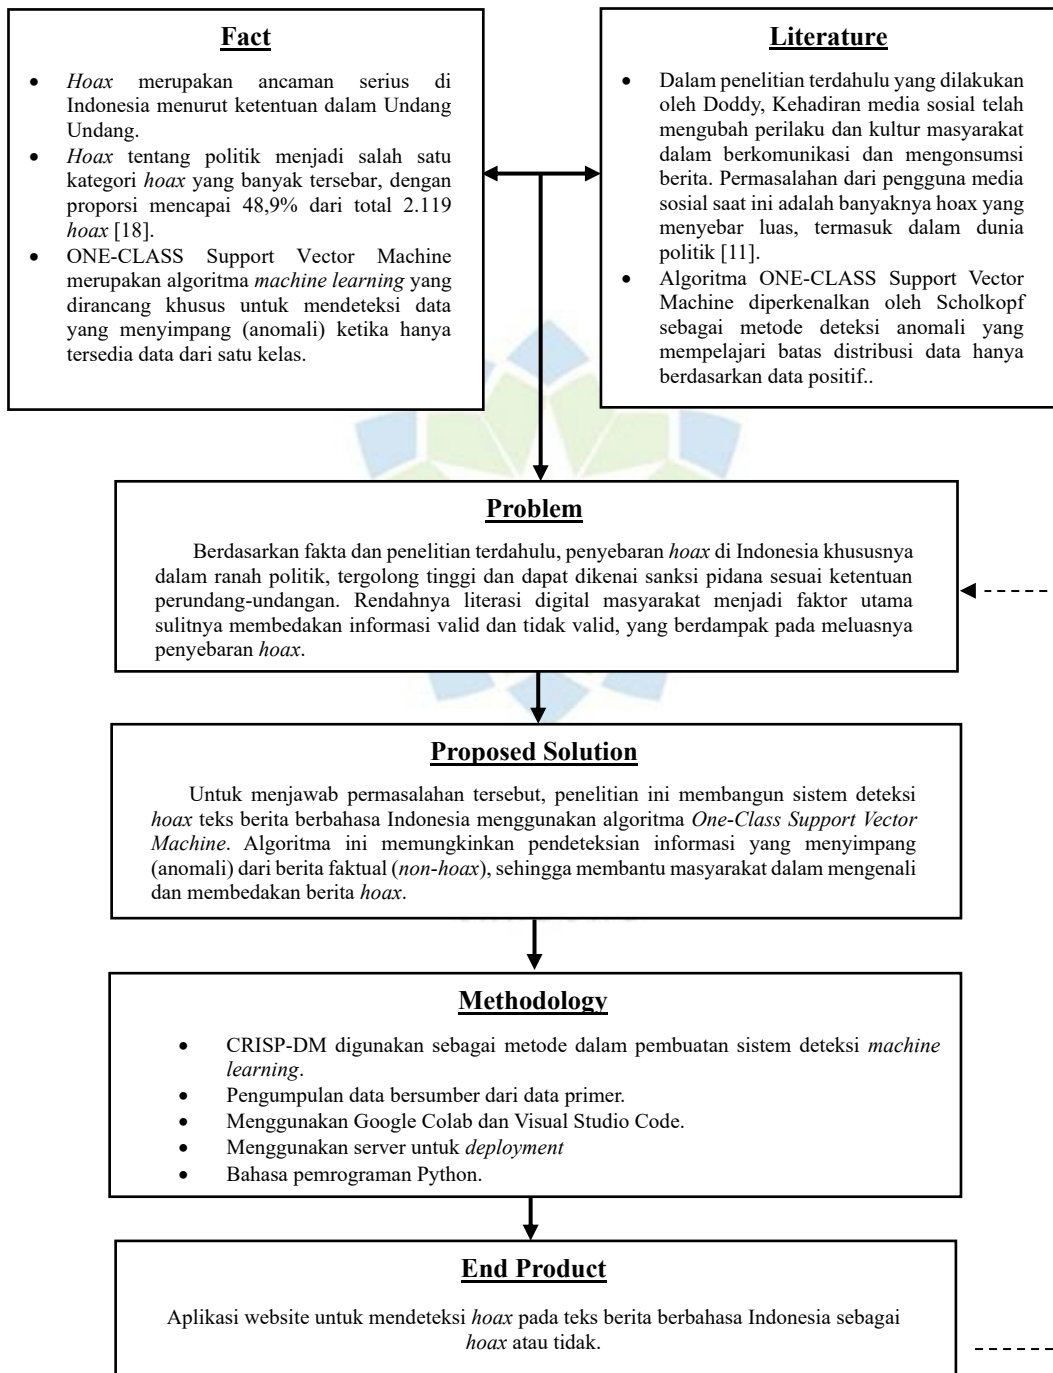 Fact
• Hoax merupakan ancaman serius di
Indonesia menurut ketentuan dalam Undang
Undang.
• Hoax tentang politik menjadi salah satu
kategori hoax yang banyak tersebar, dengan
proporsi mencapai 48,9% dari total 2.119
hoax [18].
• ONE-CLASS Support Vector Machine
merupakan algoritma machine learning yang
dirancang khusus untuk mendeteksi data
yang menyimpang (anomali) ketika hanya
tersedia data dari satu kelas.
Literature
• Dalam penelitian terdahulu yang dilakukan
oleh Doddy, Kehadiran media sosial telah
mengubah perilaku dan kultur masyarakat
dalam berkomunikasi dan mengonsumsi
berita. Permasalahan dari pengguna media
sosial saat ini adalah banyaknya hoax yang
menyebar luas, termasuk dalam dunia
politik [11].
• Algoritma ONE-CLASS Support Vector
Machine diperkenalkan oleh Scholkopf
sebagai metode deteksi anomali yang
mempelajari batas distribusi data hanya
berdasarkan data positif..
Problem
Berdasarkan fakta dan penelitian terdahulu, penyebaran hoax di Indonesia khususnya
dalam ranah politik, tergolong tinggi dan dapat dikenai sanksi pidana sesuai ketentuan
perundang-undangan. Rendahnya literasi digital masyarakat menjadi faktor utama
sulitnya membedakan informasi valid dan tidak valid, yang berdampak pada meluasnya
penyebaran hoax.
Proposed Solution
Untuk menjawab permasalahan tersebut, penelitian ini membangun sistem deteksi
hoax teks berita berbahasa Indonesia menggunakan algoritma One-Class Support Vector
Machine. Algoritma ini memungkinkan pendeteksian informasi yang menyimpang
(anomali) dari berita faktual (non-hoax), sehingga membantu masyarakat dalam mengenali
dan membedakan berita hoax.
Methodology
• CRISP-DM digunakan sebagai metode dalam pembuatan sistem deteksi machine
learning.
• Pengumpulan data bersumber dari data primer.
• Menggunakan Google Colab dan Visual Studio Code.
• Menggunakan server untuk deployment
• Bahasa pemrograman Python.
End Product
Aplikasi website untuk mendeteksi hoax pada teks berita berbahasa Indonesia sebagai
hoax atau tidak.